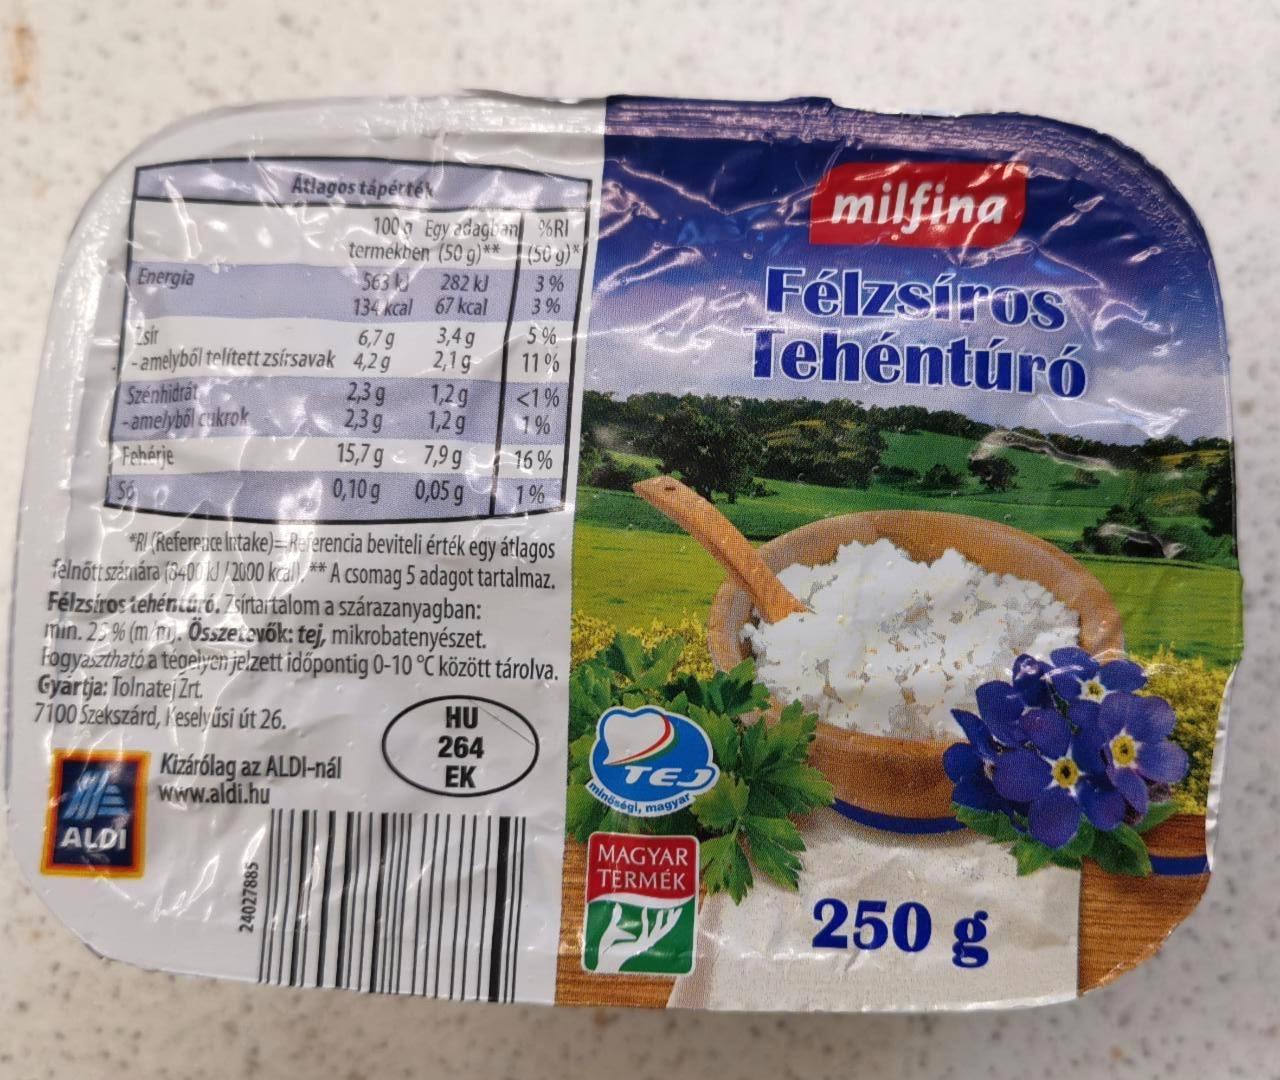 Átlagos tápérték
100 g Egy adagban %RI
termékben (50 g)** (50 g)*
Energia 563 kJ 282 kJ 3 %
134 kcal 67 kcal 3 %
Zsír 6,7 g 3,4 g 5 %
- amelyből telített zsírsavak 4,2 g 2,1 g 11 %
Szénhidrát 2,3 g 1,2 g <1 %
- amelyből cukrok 2,3 g 1,2 g 1 %
Fehérje 15,7 g 7,9 g 16 %
Só 0,10 g 0,05 g 1 %
*RI (Reference Intake)= Referencia beviteli érték egy átlagos
felnőtt számára (8400 kJ / 2000 kcal). ** A csomag 5 adagot tartalmaz.
Félzsíros tehéntúró. Zsírtartalom a szárazanyagban:
min. 25 % (m/m). Összetevők: tej, mikrobatenyészet.
Fogyasztható a tégelyen jelzett időpontig 0-10 °C között tárolva.
Gyártja: Tolnatej Zrt.
7100 Szekszárd, Keselyűsi út 26.
HU
264
EK
Kizárólag az ALDI-nál
www.aldi.hu
ALDI
24027885
milfina
Félzsíros
Tehéntúró
TEJ
minőségi, magyar
MAGYAR
TERMÉK
250 g